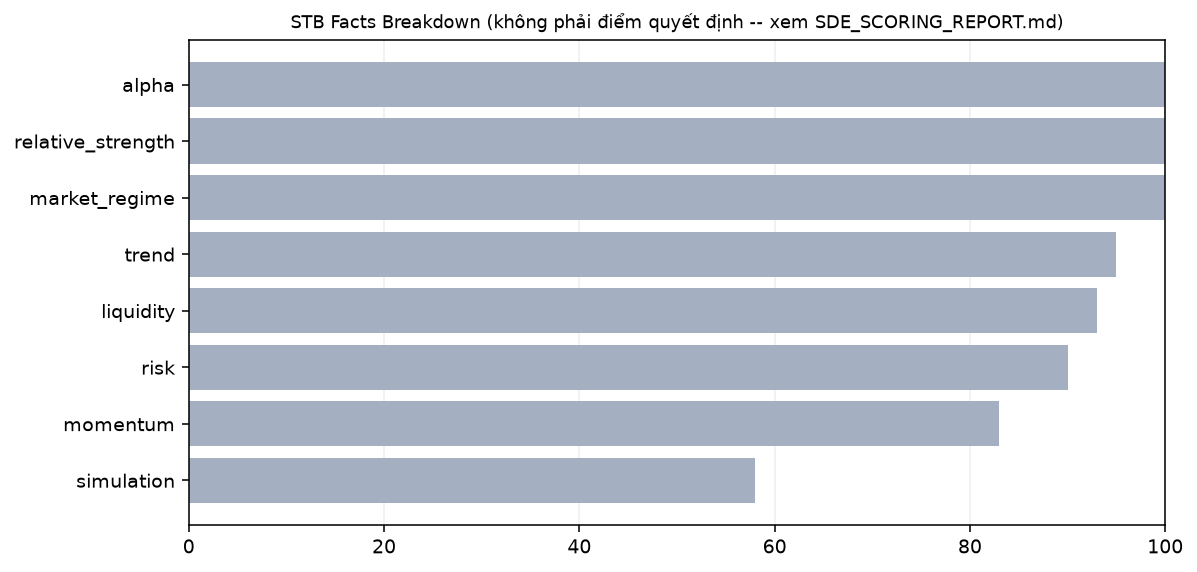 STB Facts Breakdown (không phải điểm quyết định -- xem SDE_SCORING_REPORT.md)
alpha
relative_strength
market_regime
trend
liquidity
risk
momentum
simulation
0 20 40 60 80 100